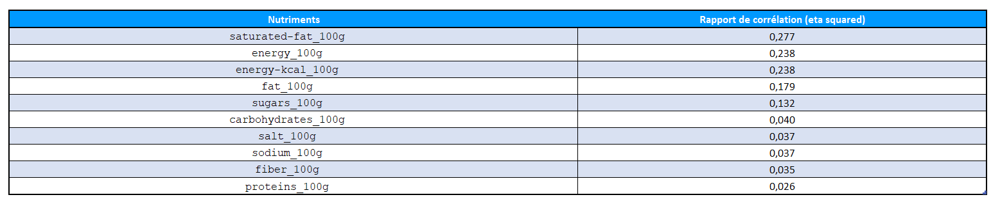 Nutriments Rapport de corrélation (eta squared)
saturated-fat_100g 0,277
energy_100g 0,238
energy-kcal_100g 0,238
fat_100g 0,179
sugars_100g 0,132
carbohydrates_100g 0,040
salt_100g 0,037
sodium_100g 0,037
fiber_100g 0,035
proteins_100g 0,026